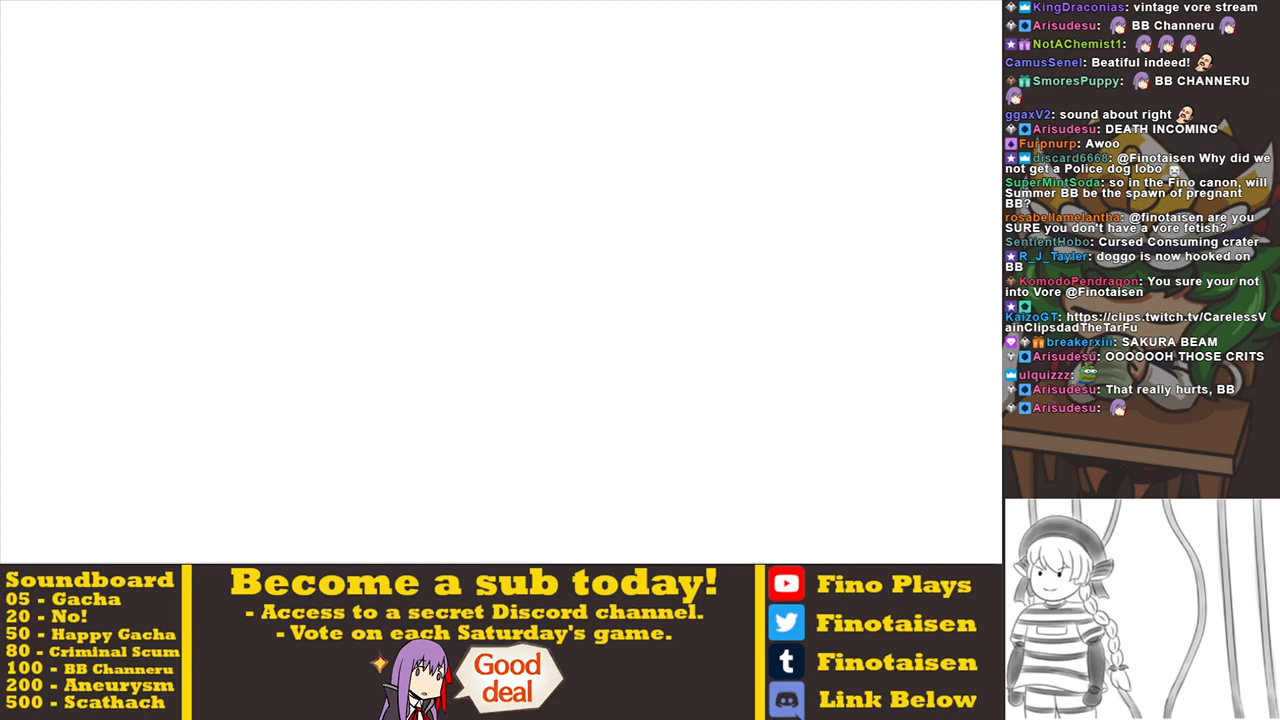 KingDraconias: vintage vore stream
Arisudesu: BB Channeru
NotAChemist1:
CamusSenel: Beatiful indeed!
SmoresPuppy: BB CHANNERU
ggaxV2: sound about right
Arisudesu: DEATH INCOMING
Furpnurp: Awoo
discard6668: @Finotaisen Why did we
not get a Police dog lobo
SuperMintSoda: so in the Fino canon, will
Summer BB be the spawn of pregnant
BB?
rosabellamelantha: @finotaisen are you
SURE you don't have a vore fetish?
SentientHobo: Cursed Consuming crater
R_J_Tayler: doggo is now hooked on
BB
KomodoPendragon: You sure your not
into Vore @Finotaisen
KaizoGT: https://clips.twitch.tv/CarelessV
ainClipsdadTheTarFu
breakerxiii: SAKURA BEAM
Arisudesu: OOOOOOH THOSE CRITS
ulquizzz:
Arisudesu: That really hurts, BB
Arisudesu:
Soundboard
05 - Gacha
20 - No!
50 - Happy Gacha
80 - Criminal Scum
100 - BB Channeru
200 - Aneurysm
500 - Scathach
Become a sub today!
- Access to a secret Discord channel.
- Vote on each Saturday's game.
Good
deal
Fino Plays
Finotaisen
Finotaisen
Link Below